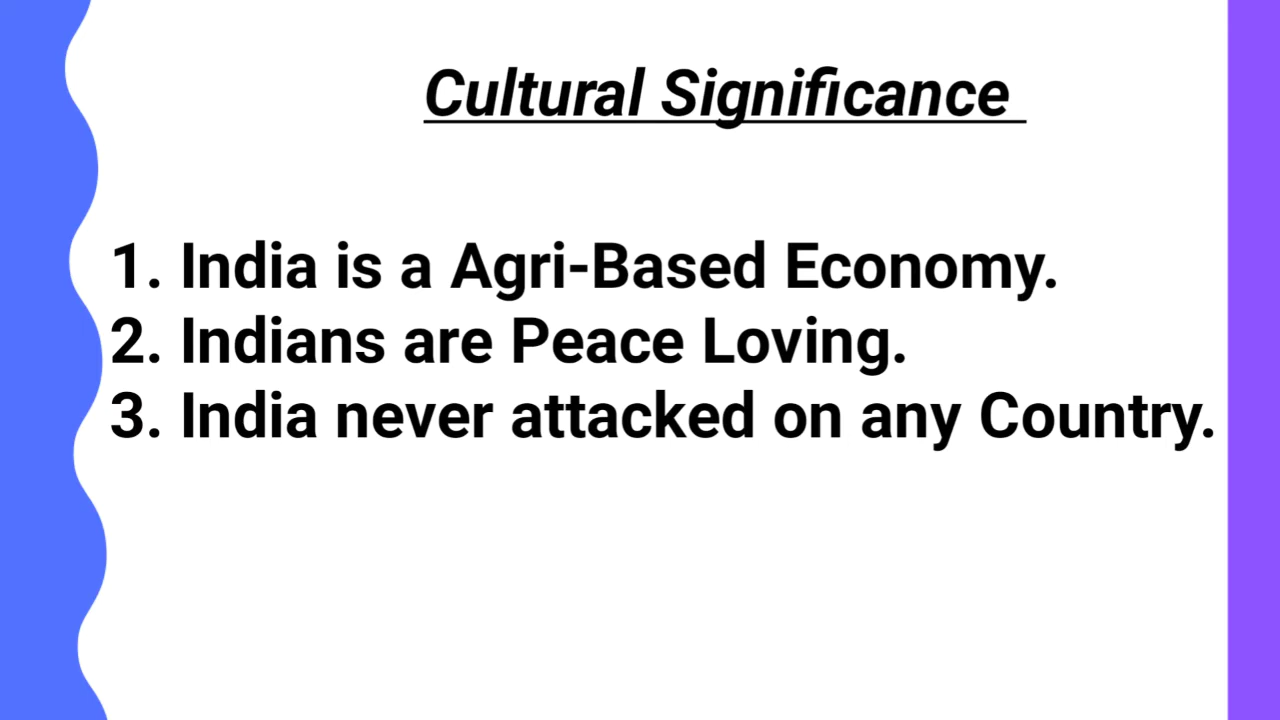 Cultural Significance
1. India is a Agri-Based Economy.
2. Indians are Peace Loving.
3. India never attacked on any Country.